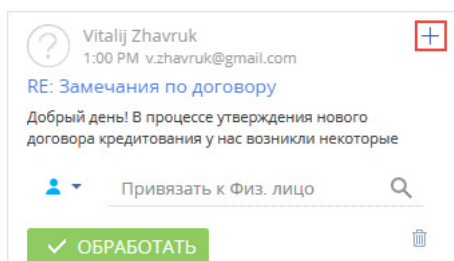 Vitalij Zhavruk
1:00 PM v.zhavruk@gmail.com
RE: Замечания по договору
Добрый день! В процессе утверждения нового
договора кредитования у нас возникли некоторые
Привязать к Физ. лицо
ОБРАБОТАТЬ